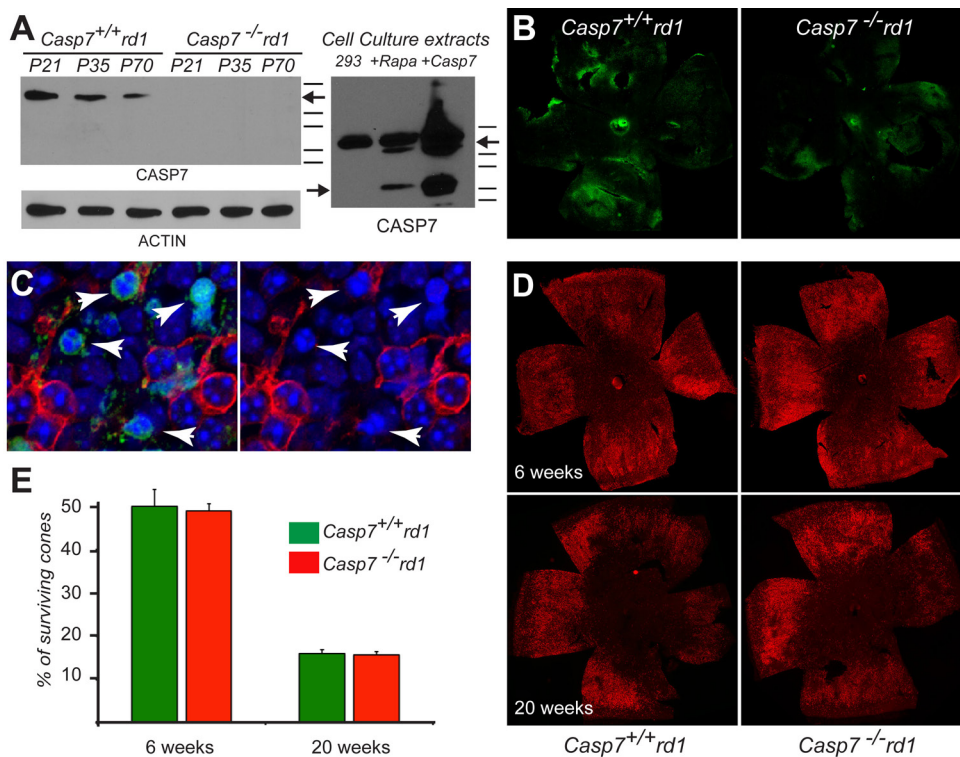 A
Casp7+/+rd1
Casp7-/-rd1
P21 P35 P70 P21 P35 P70
CASP7
ACTIN
Cell Culture extracts
293 +Rapa +Casp7
CASP7
B
Casp7+/+rd1
Casp7-/-rd1
C
D
6 weeks
20 weeks
Casp7+/+rd1
Casp7-/-rd1
E
% of surviving cones
50
40
30
20
10
Casp7+/+rd1
Casp7-/-rd1
6 weeks
20 weeks